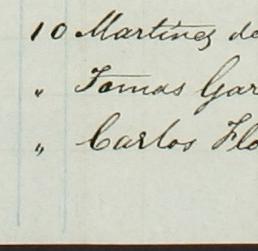 10 Martinez de
" Tomas Gar
" Carlos Flo